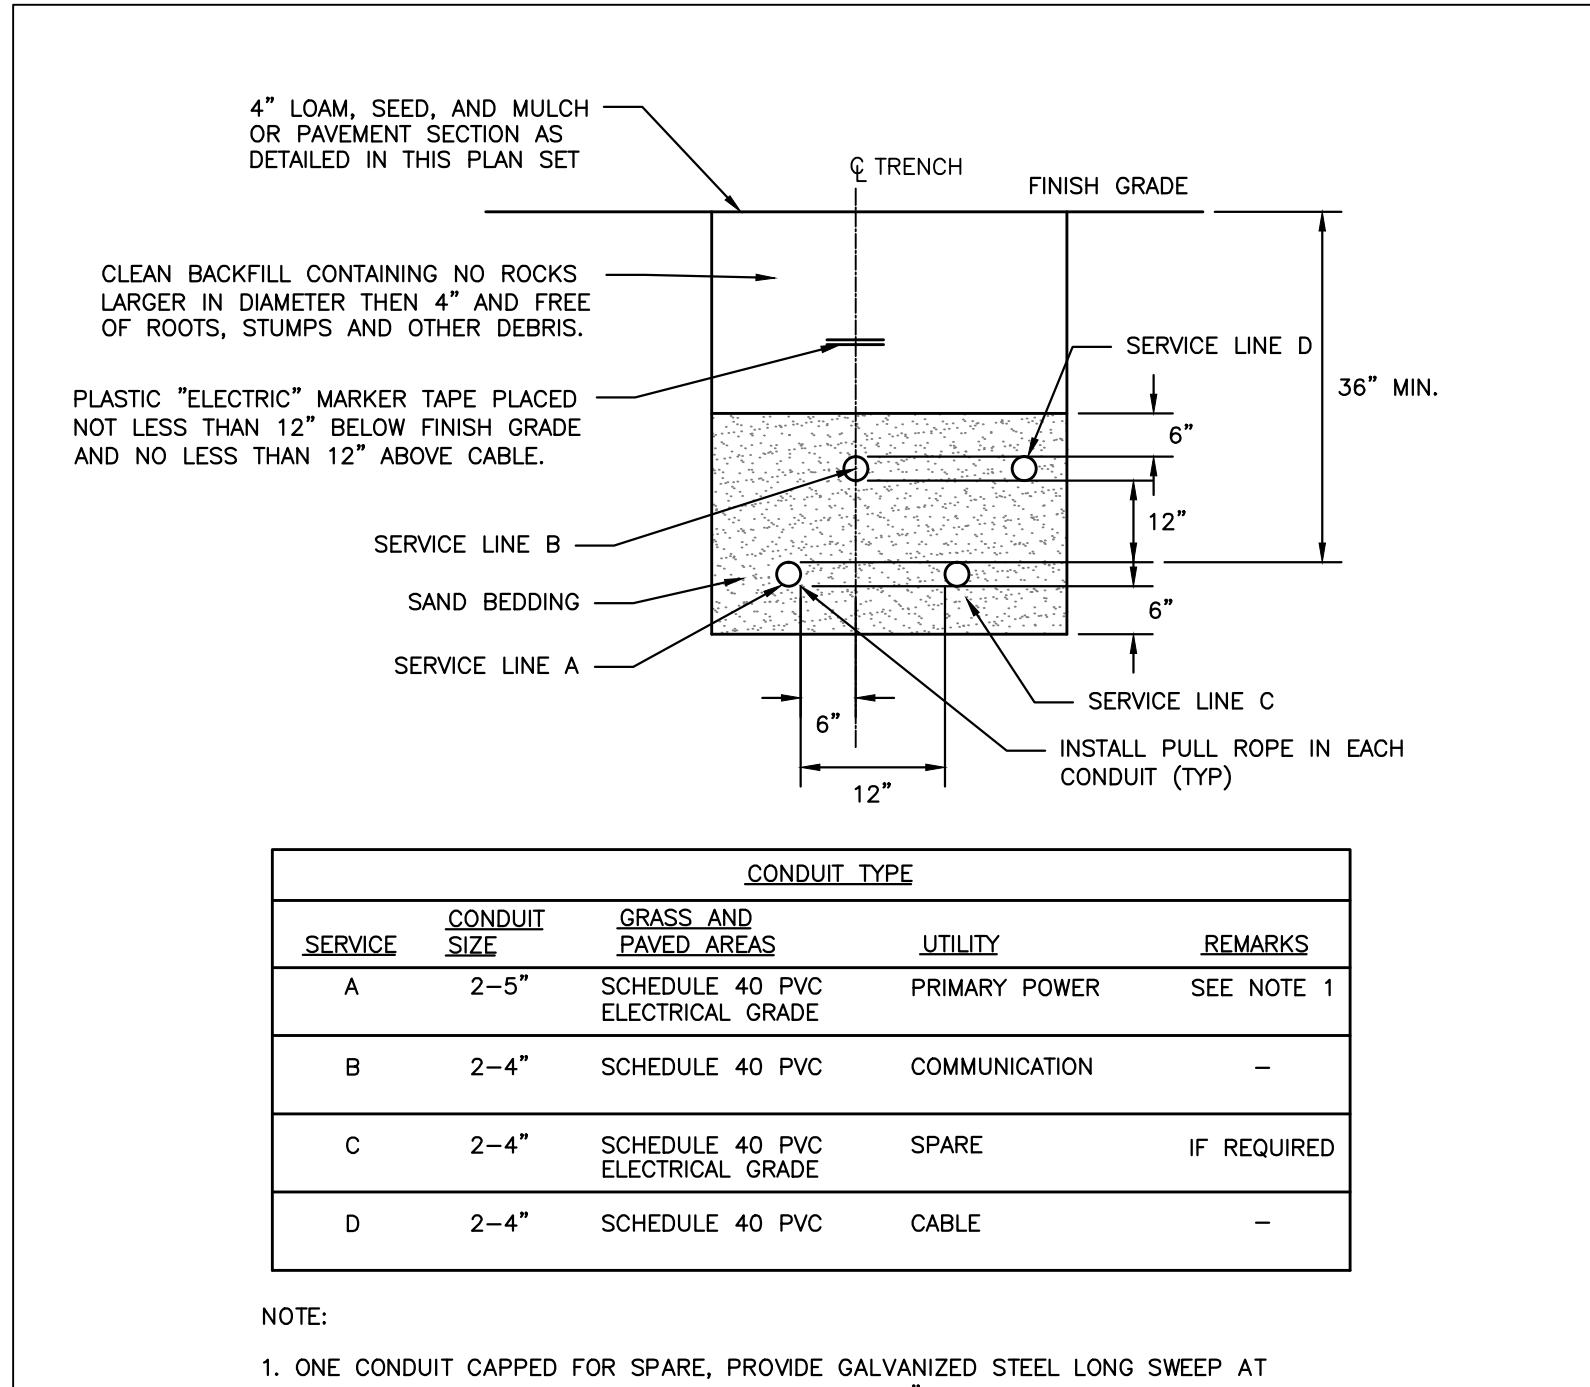 4” LOAM, SEED, AND MULCH
OR PAVEMENT SECTION AS
DETAILED IN THIS PLAN SET
℄ TRENCH
FINISH GRADE
CLEAN BACKFILL CONTAINING NO ROCKS
LARGER IN DIAMETER THEN 4” AND FREE
OF ROOTS, STUMPS AND OTHER DEBRIS.
SERVICE LINE D
36” MIN.
PLASTIC ”ELECTRIC” MARKER TAPE PLACED
NOT LESS THAN 12” BELOW FINISH GRADE
AND NO LESS THAN 12” ABOVE CABLE.
6”
12”
SERVICE LINE B
SAND BEDDING
6”
SERVICE LINE A
SERVICE LINE C
6”
INSTALL PULL ROPE IN EACH
CONDUIT (TYP)
12”
CONDUIT TYPE
SERVICE CONDUIT SIZE GRASS AND PAVED AREAS UTILITY REMARKS
A 2-5” SCHEDULE 40 PVC PRIMARY POWER SEE NOTE 1
ELECTRICAL GRADE
B 2-4” SCHEDULE 40 PVC COMMUNICATION -
C 2-4” SCHEDULE 40 PVC SPARE IF REQUIRED
ELECTRICAL GRADE
D 2-4” SCHEDULE 40 PVC CABLE -
NOTE:
1. ONE CONDUIT CAPPED FOR SPARE, PROVIDE GALVANIZED STEEL LONG SWEEP AT